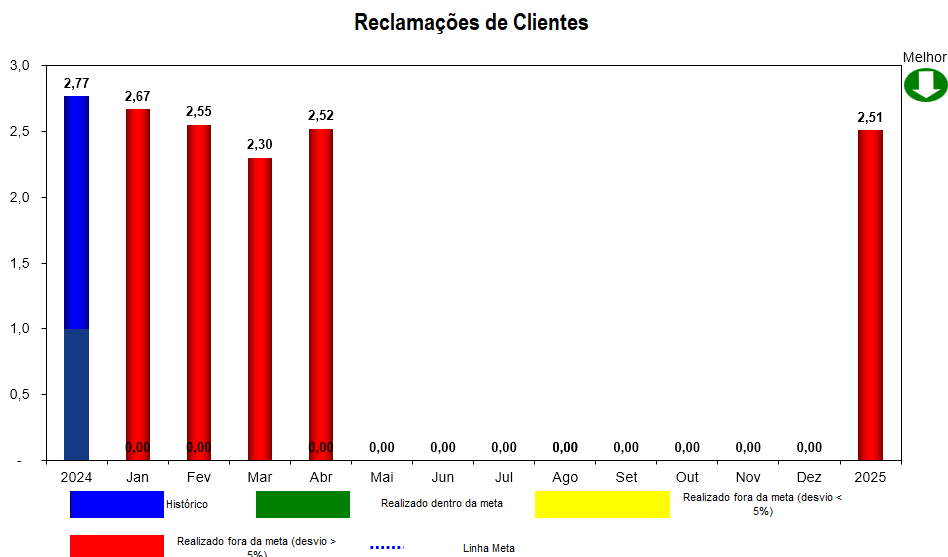 Reclamações de Clientes
Melhor
3,0
2,5
2,0
1,5
1,0
0,5
-
2,77
2,67
2,55
2,30
2,52
2,51
0,00 0,00 0,00 0,00 0,00 0,00 0,00 0,00 0,00 0,00 0,00
2024 Jan Fev Mar Abr Mai Jun Jul Ago Set Out Nov Dez 2025
Histórico
Realizado dentro da meta
Realizado fora da meta (desvio <
5%)
Realizado fora da meta (desvio >
5%)
Linha Meta